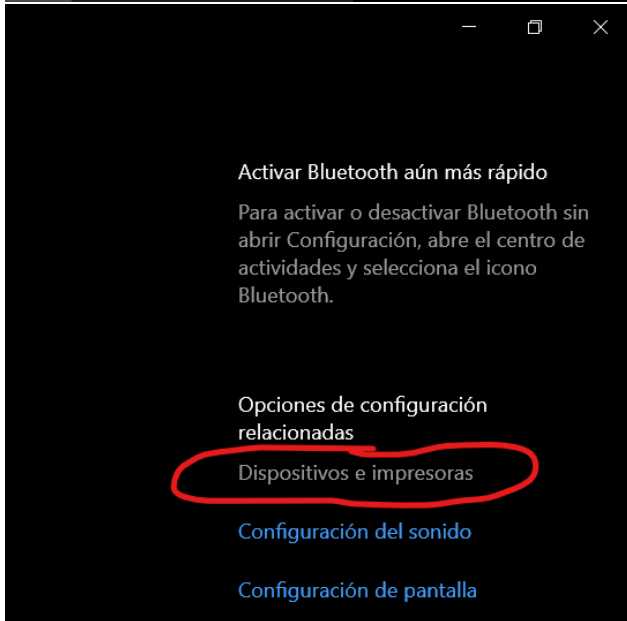 Activar Bluetooth aún más rápido
Para activar o desactivar Bluetooth sin
abrir Configuración, abre el centro de
actividades y selecciona el icono
Bluetooth.
Opciones de configuración
relacionadas
Dispositivos e impresoras
Configuración del sonido
Configuración de pantalla